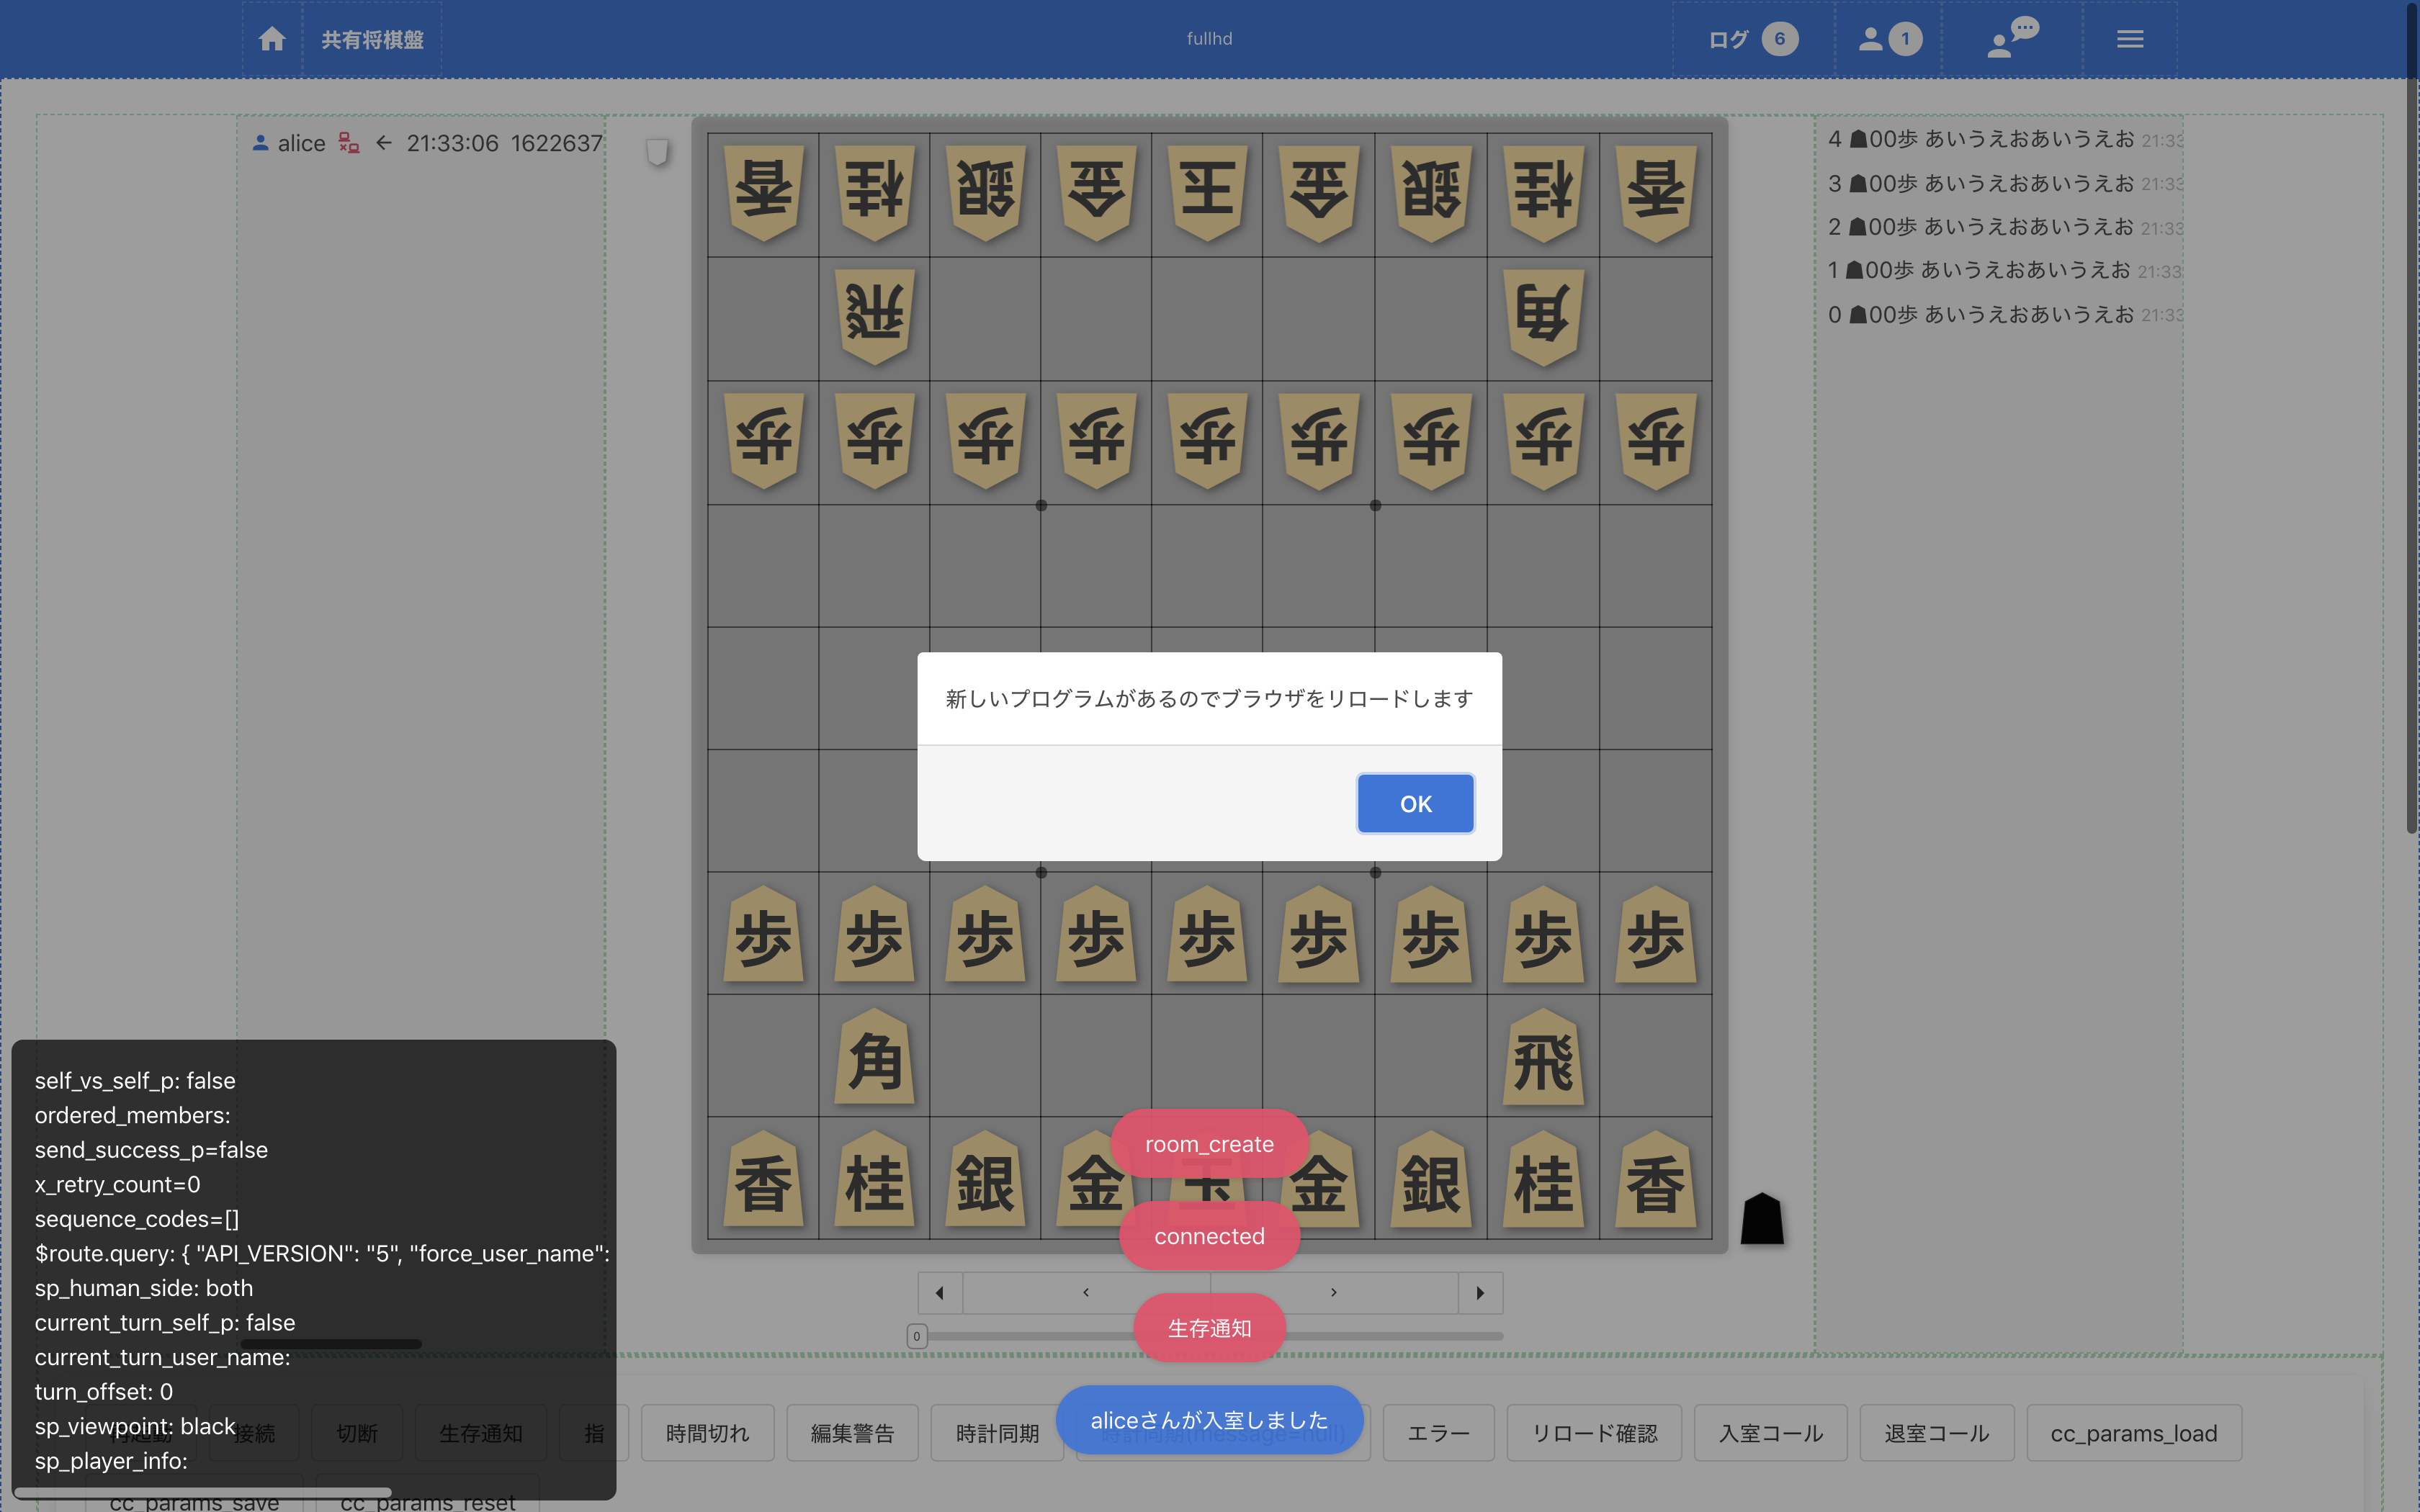 共有将棋盤
fullhd
ログ 6
1
alice 21:33:06 1622637
4 ☗00歩 あいうえおあいうえお 21:33
3 ☗00歩 あいうえおあいうえお 21:33
2 ☗00歩 あいうえおあいうえお 21:33
1 ☗00歩 あいうえおあいうえお 21:33
0 ☗00歩 あいうえおあいうえお 21:33
香 桂 銀 金 玉 金 銀 桂 香
飛 角
歩 歩 歩 歩 歩 歩 歩 歩 歩
新しいプログラムがあるのでブラウザをリロードします
OK
歩 歩 歩 歩 歩 歩 歩 歩 歩
角 飛
香 桂 銀 金 玉 金 銀 桂 香
room_create
connected
生存通知
aliceさんが入室しました
0
self_vs_self_p: false
ordered_members:
send_success_p=false
x_retry_count=0
sequence_codes=[]
$route.query: { "API_VERSION": "5", "force_user_name":
sp_human_side: both
current_turn_self_p: false
current_turn_user_name:
turn_offset: 0
sp_viewpoint: black
sp_player_info:
接続 切断 生存通知 指 時間切れ 編集警告 時計同期 時計同期(message=null) エラー リロード確認 入室コール 退室コール cc_params_load
cc_params_save cc_params_reset